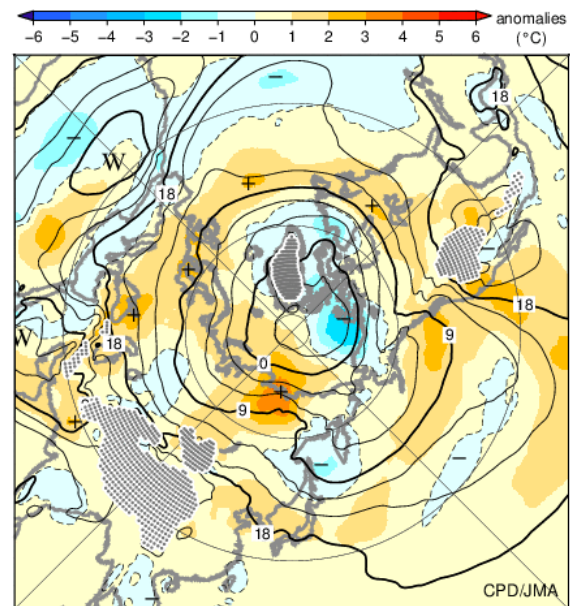 anomalies
−6 −5 −4 −3 −2 −1 0 1 2 3 4 5 6 (°C)
− 18
− W
18 + +
+
+ − −
W 18 18
9
0
+
9
+
− −
18
CPD/JMA
−